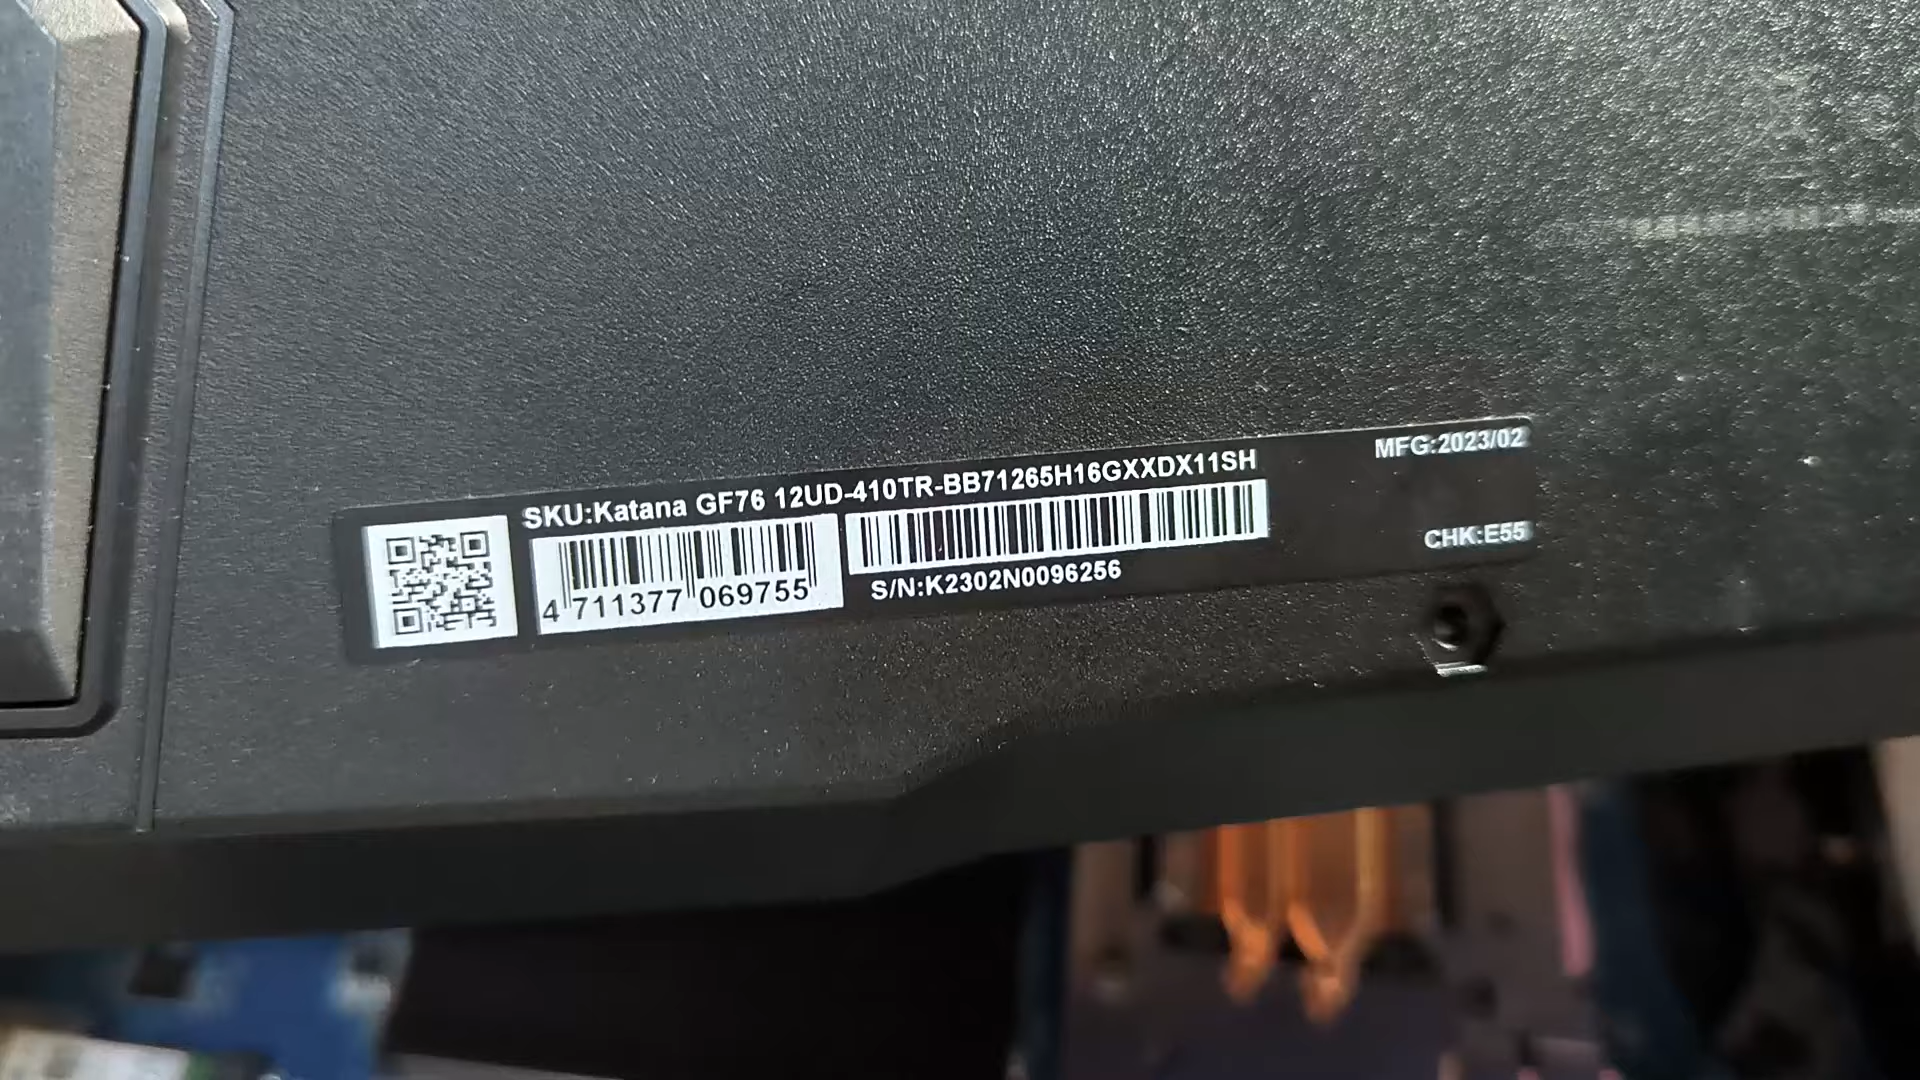 SKU:Katana GF76 12UD-410TR-BB71265H16GXXDX11SH
MFG:2023/02
4 711377 069755
S/N:K2302N0096256
CHK:E55